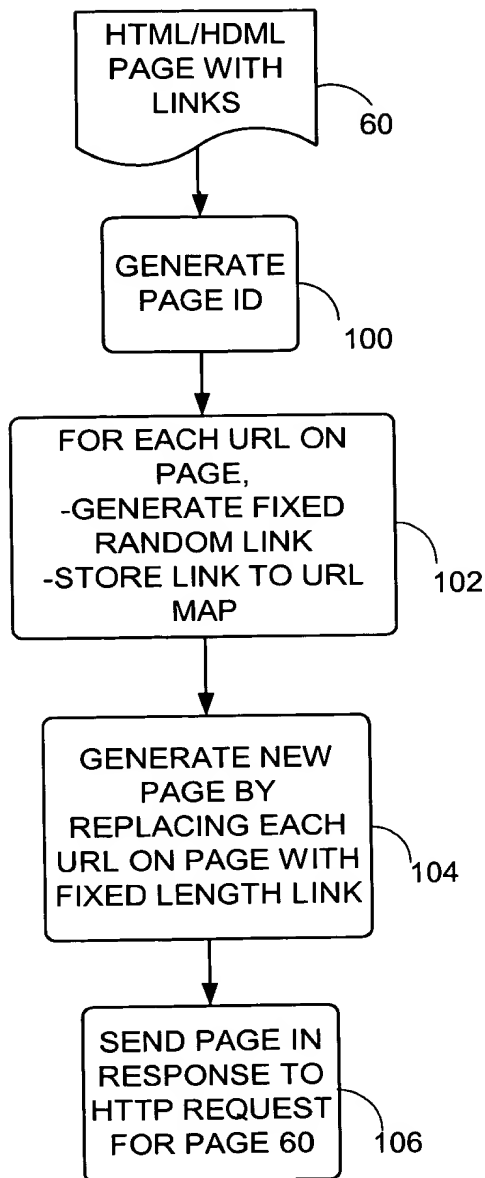 HTML/HDML
PAGE WITH
LINKS
60
GENERATE
PAGE ID
100
FOR EACH URL ON
PAGE,
-GENERATE FIXED
RANDOM LINK
-STORE LINK TO URL
MAP
102
GENERATE NEW
PAGE BY
REPLACING EACH
URL ON PAGE WITH
FIXED LENGTH LINK
104
SEND PAGE IN
RESPONSE TO
HTTP REQUEST
FOR PAGE 60
106